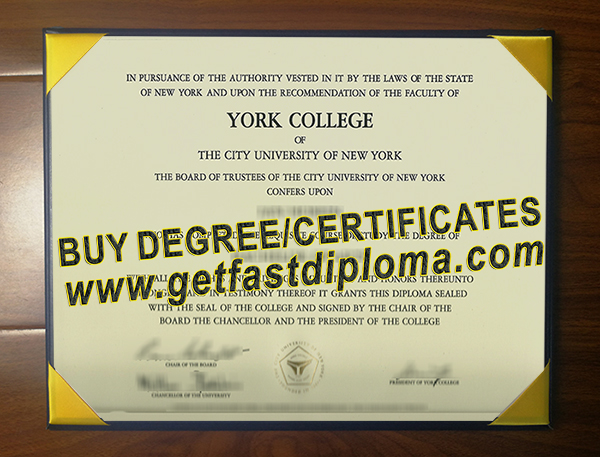 IN PURSUANCE OF THE AUTHORITY VESTED IN IT BY THE LAWS OF THE STATE
OF NEW YORK AND UPON THE RECOMMENDATION OF THE FACULTY OF
YORK COLLEGE
OF
THE CITY UNIVERSITY OF NEW YORK
THE BOARD OF TRUSTEES OF THE CITY UNIVERSITY OF NEW YORK
CONFERS UPON
BUY DEGREE/CERTIFICATES
THE DEGREE OF
www.getfastdiploma.com
HONORS THEREUNTO
IN TESTIMONY THEREOF IT GRANTS THIS DIPLOMA SEALED
WITH THE SEAL OF THE COLLEGE AND SIGNED BY THE CHAIR OF THE
BOARD THE CHANCELLOR AND THE PRESIDENT OF THE COLLEGE
CHAIR OF THE BOARD
CHANCELLOR OF THE UNIVERSITY
PRESIDENT OF YORK COLLEGE